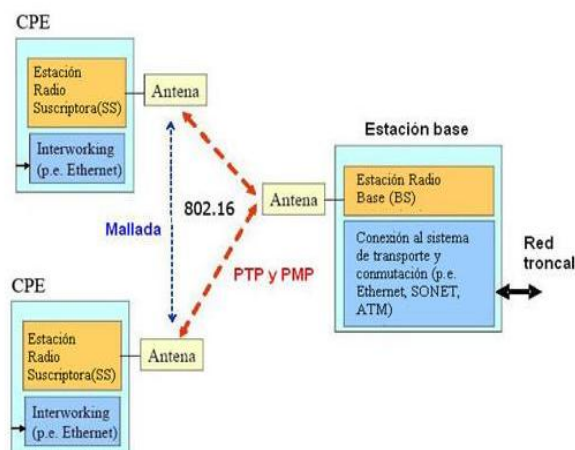 CPE
Estación
Radio
Suscriptora(SS)
Interworking
(p.e. Ethernet)
Antena
Mallada
802.16
PTP y PMP
Antena
Estación base
Estación Radio
Base (BS)
Conexión al sistema
de transporte y
conmutación (p.e.
Ethernet, SONET,
ATM)
Red
troncal
CPE
Estación
Radio
Suscriptora(SS)
Interworking
(p.e. Ethernet)
Antena